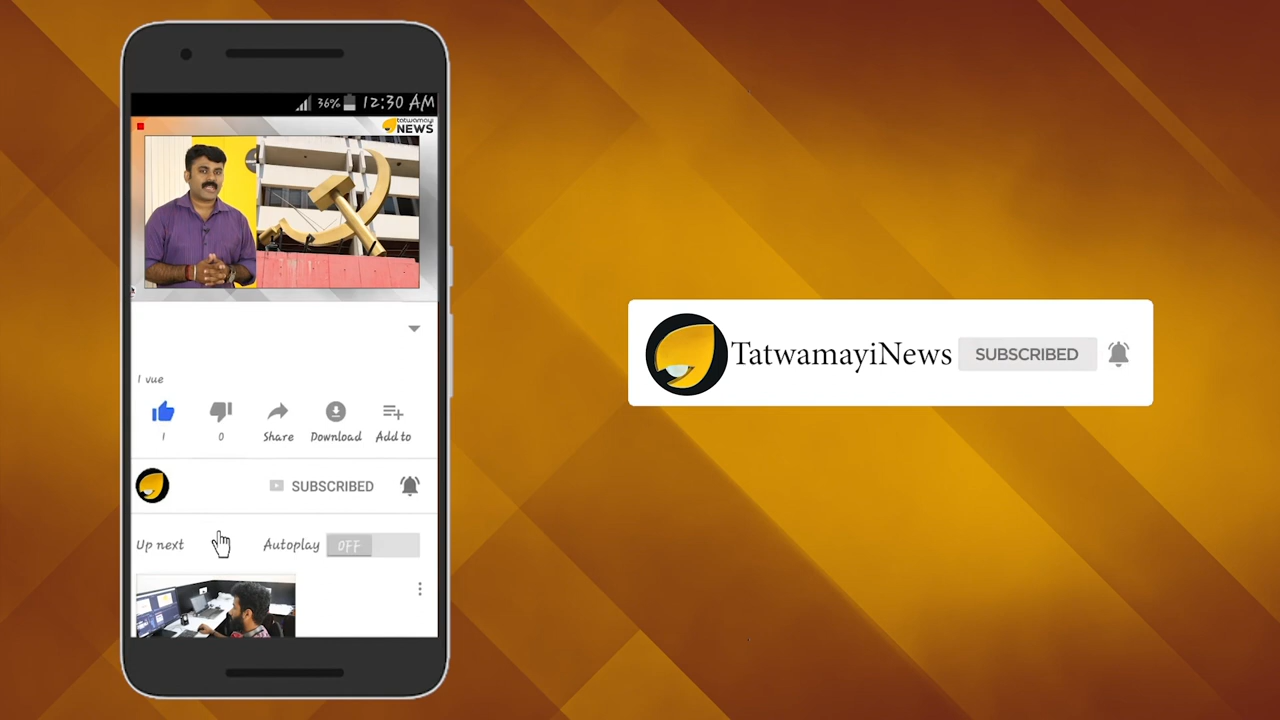 36% 12:30 AM
tatwamayi
NEWS
1 vue
1
0
Share
Download
Add to
SUBSCRIBED
Up next
Autoplay
OFF
TatwamayiNews
SUBSCRIBED